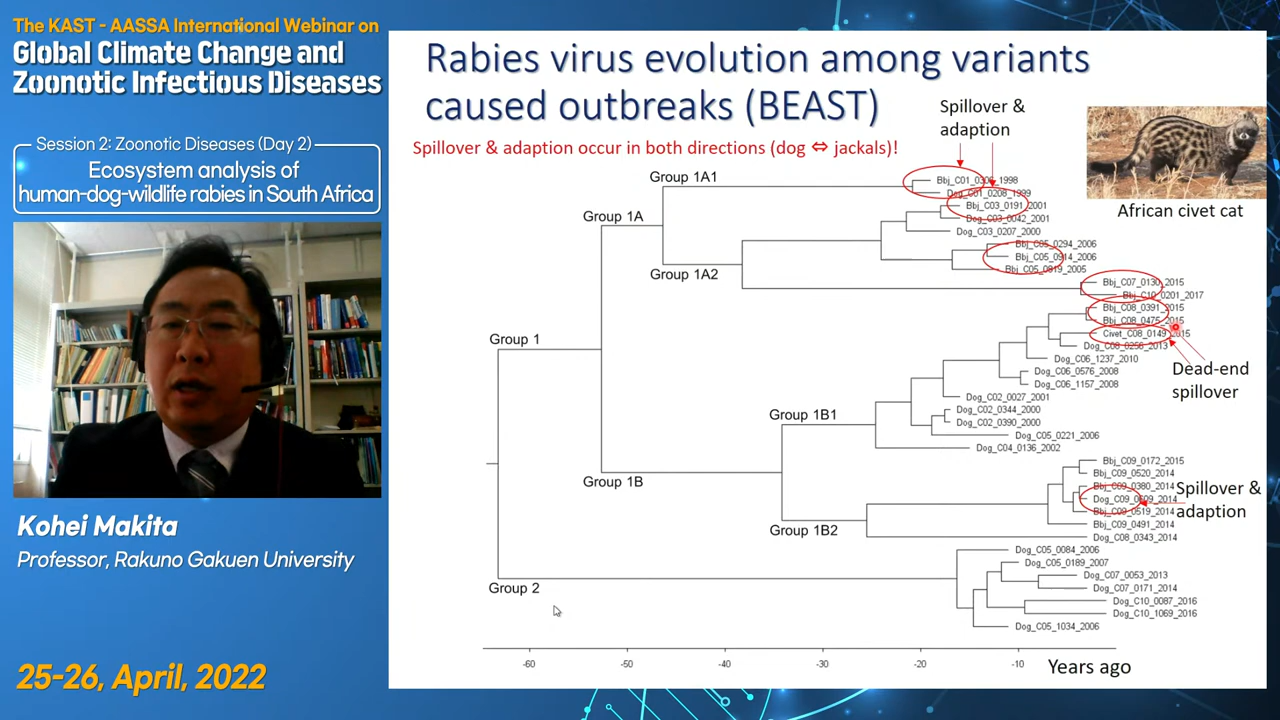 The KAST - AASSA International Webinar on
Global Climate Change and
Zoonotic Infectious Diseases
Session 2: Zoonotic Diseases (Day 2)
Ecosystem analysis of
human-dog-wildlife rabies in South Africa
Kohei Makita
Professor, Rakuno Gakuen University
25-26, April, 2022
Rabies virus evolution among variants
caused outbreaks (BEAST)
Spillover & adaption occur in both directions (dog ⇔ jackals)!
Spillover &
adaption
African civet cat
Group 1A1
Group 1A
Group 1A2
Group 1
Group 1B1
Group 1B
Group 1B2
Group 2
1998
Dog_C01_0208_1999
Bbj_C03_0191_2001
Dog_C03_0042_2001
Dog_C03_0207_2000
Bbj_C05_0294_2006
Bbj_C05_0914_2006
Bbj_C05_0819_2005
Bbj_C07_0130_2015
Bbj_C10_0201_2017
Bbj_C08_0391_2015
Bbj_C08_0475_2015
Civet_C08_0149_2015
Dog_C08_0256_2013
Dog_C06_1237_2010
Dog_C06_0576_2008
Dog_C06_1157_2008
Dog_C02_0027_2001
Dog_C02_0344_2000
Dog_C02_0390_2000
Dog_C05_0221_2006
Dog_C04_0136_2002
Bbj_C09_0172_2015
Bbj_C09_0520_2014
Bbj_C09_0380_2014
Dog_C09_0609_2014
Bbj_C09_0519_2014
Bbj_C09_0491_2014
Dog_C08_0343_2014
Dog_C05_0084_2006
Dog_C05_0189_2007
Dog_C07_0053_2013
Dog_C07_0171_2014
Dog_C10_0087_2016
Dog_C10_1069_2016
Dog_C05_1034_2006
Dead-end
spillover
Spillover &
adaption
-60 -50 -40 -30 -20 -10 Years ago